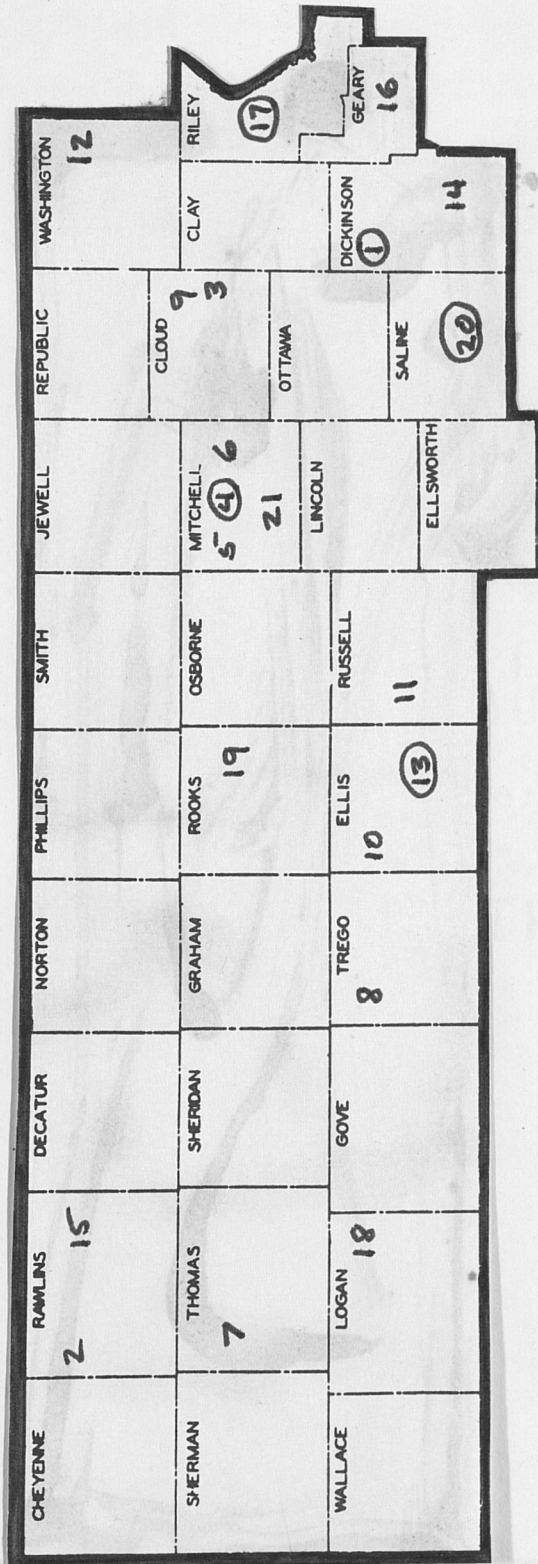 CHEYENNE
RAWLINS
2 15
DECATUR
NORTON
PHILLIPS
SMITH
JEWELL
REPUBLIC
WASHINGTON
12
SHERMAN
THOMAS
7
SHERIDAN
GRAHAM
ROOKS
19
OSBORNE
MITCHELL
5 4 6
21
CLOUD
9
3
CLAY
RILEY
17
WALLACE
LOGAN
18
GOVE
TREGO
8
ELLIS
10 13
RUSSELL
11
LINCOLN
ELLSWORTH
OTTAWA
SALINE
20
DICKINSON
1
14
GEARY
16